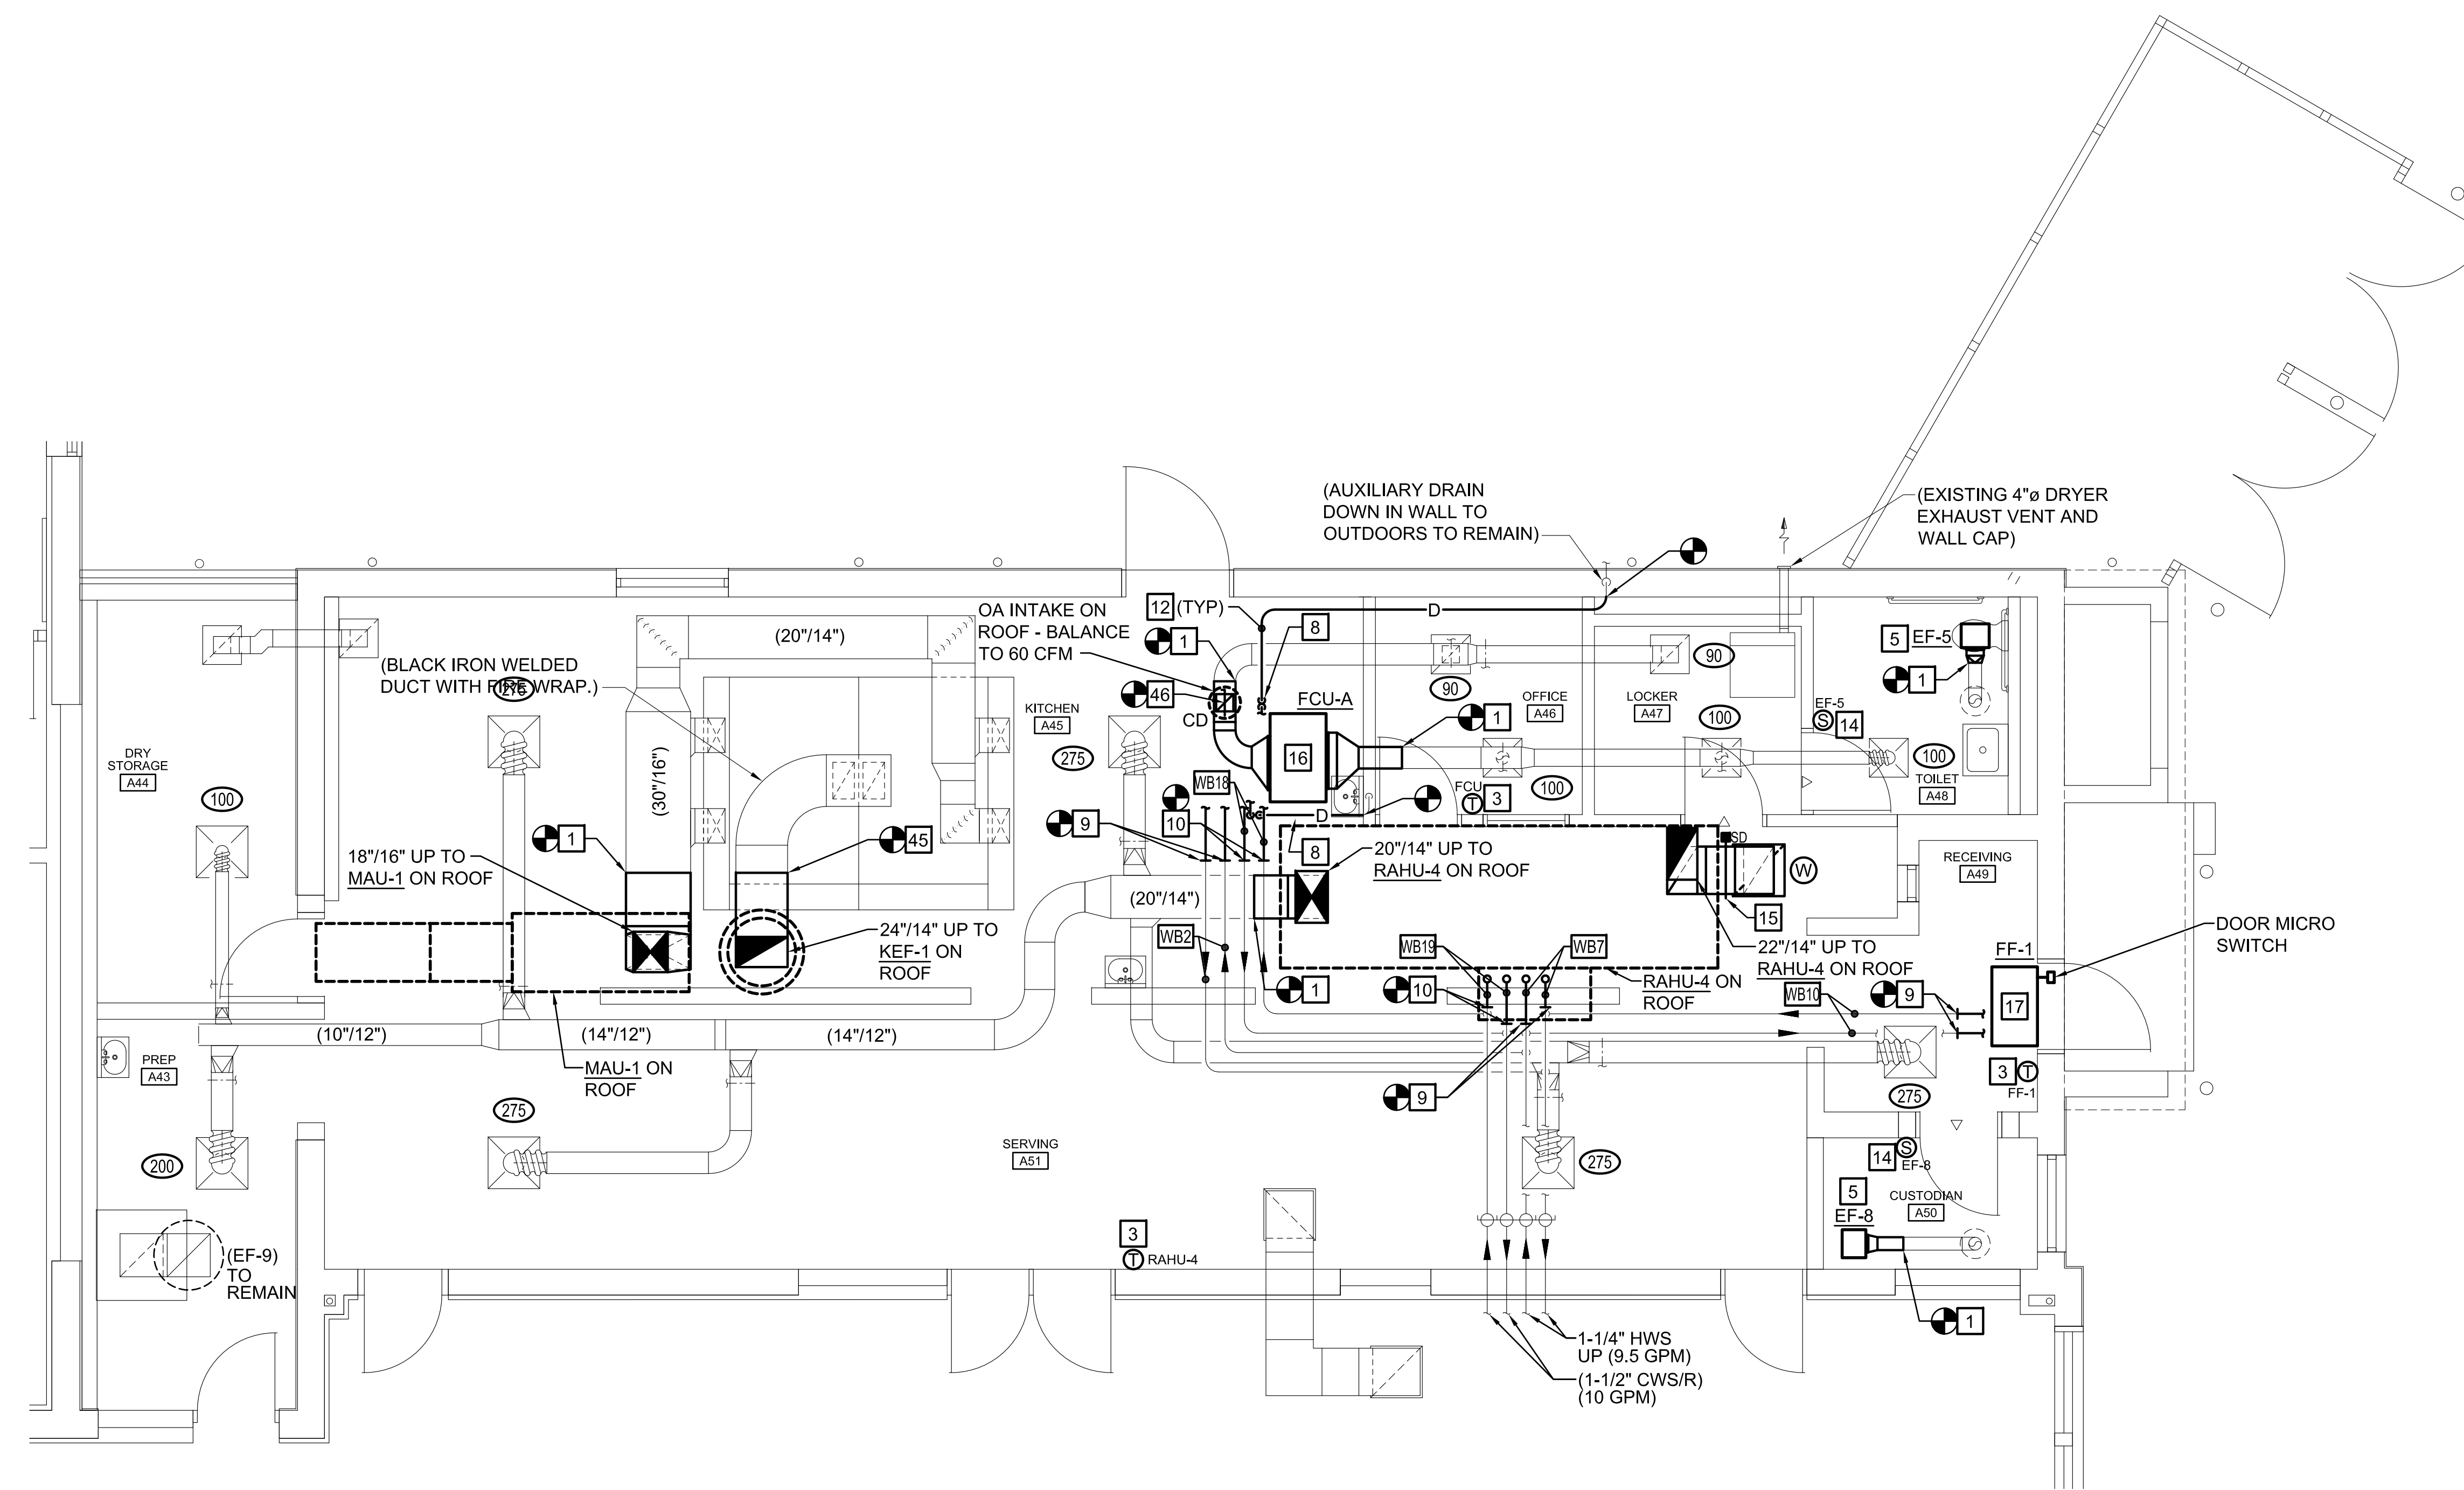 (AUXILIARY DRAIN
DOWN IN WALL TO
OUTDOORS TO REMAIN)
(EXISTING 4"ø DRYER
EXHAUST VENT AND
WALL CAP)
OA INTAKE ON
ROOF - BALANCE
TO 60 CFM
12 (TYP)
1
8
D
(20"/14")
(BLACK IRON WELDED
DUCT WITH FIRE WRAP.)
275
46
CD
KITCHEN
A45
275
FCU-A
16
1
90
90
OFFICE
A46
LOCKER
A47
100
EF-5
S
14
5
EF-5
1
100
TOILET
A48
DRY
STORAGE
A44
100
(30"/16")
1
45
18"/16" UP TO
MAU-1 ON ROOF
WB18
9
10
D
8
FCU
T
3
100
20"/14" UP TO
RAHU-4 ON ROOF
SD
W
15
RECEIVING
A49
(20"/14")
24"/14" UP TO
KEF-1 ON
ROOF
WB2
1
WB19
WB7
10
22"/14" UP TO
RAHU-4 ON ROOF
RAHU-4 ON
ROOF
WB10
9
FF-1
17
DOOR MICRO
SWITCH
(10"/12")
(14"/12")
(14"/12")
MAU-1 ON
ROOF
PREP
A43
9
3
T
FF-1
275
275
200
SERVING
A51
275
14
S
EF-8
5
EF-8
CUSTODIAN
A50
1
3
T
RAHU-4
(EF-9)
TO
REMAIN
1-1/4" HWS
UP (9.5 GPM)
(1-1/2" CWS/R)
(10 GPM)